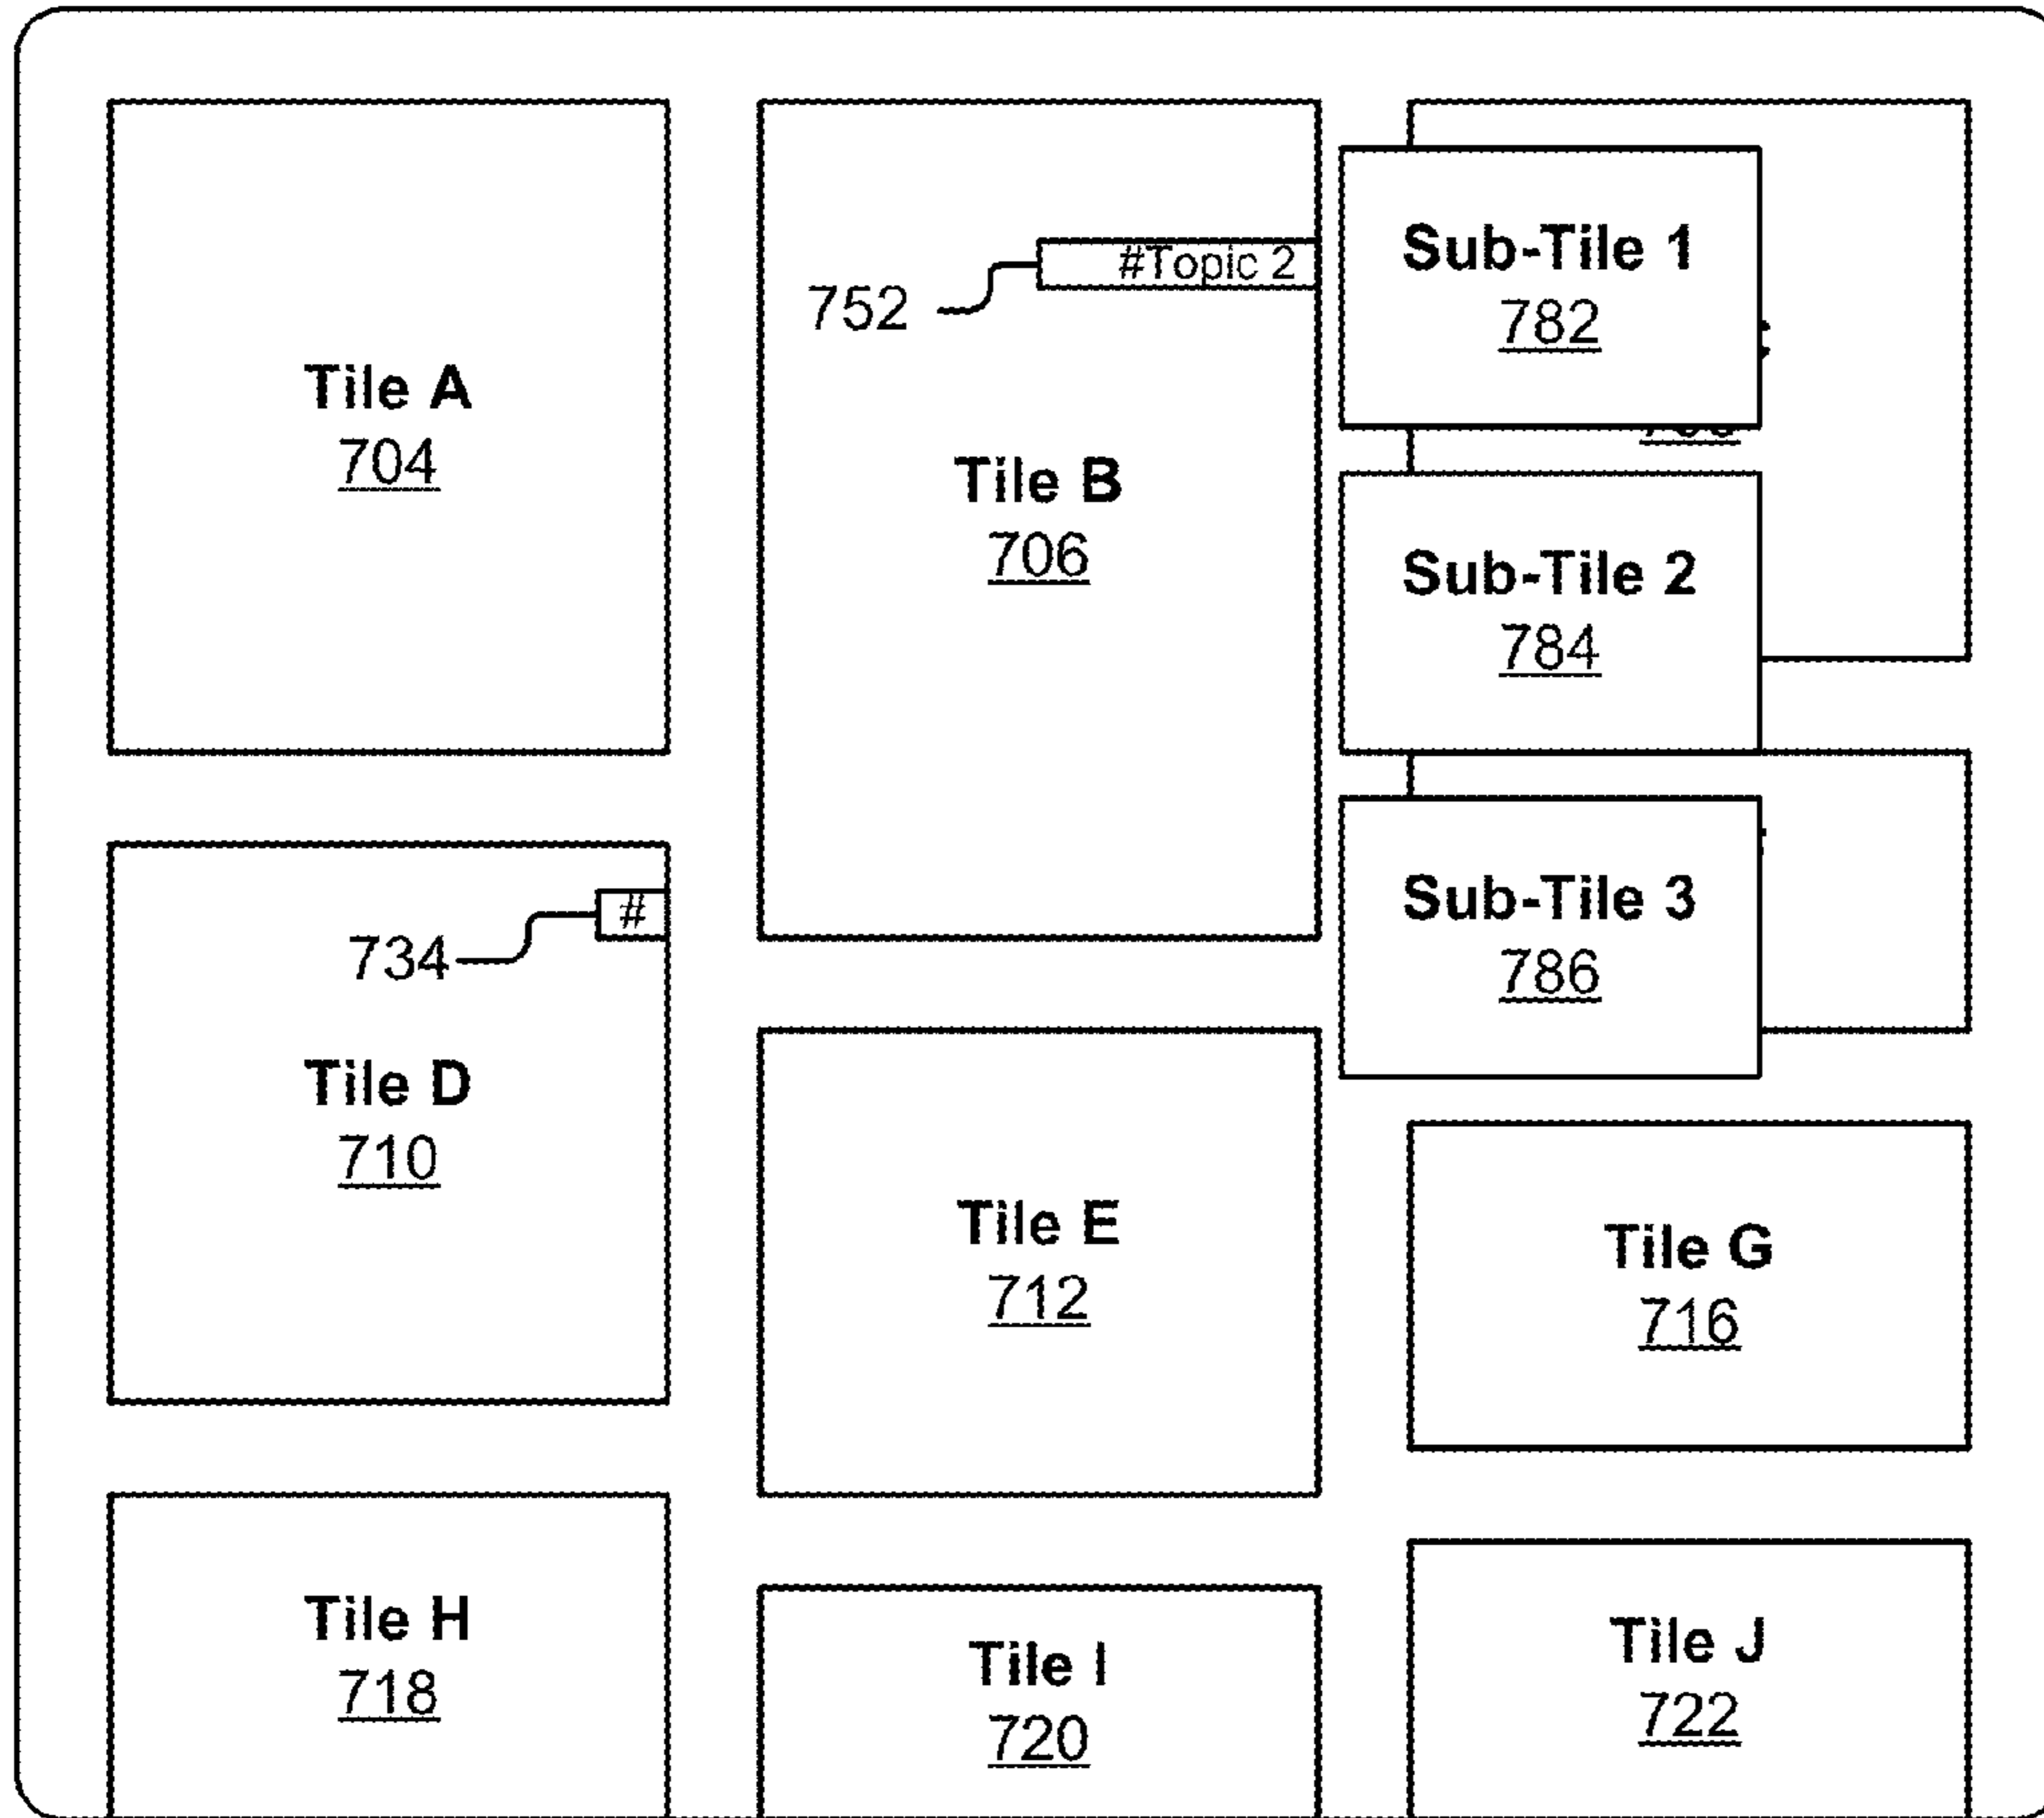 Tile A
704
#Topic 2
752
Tile B
706
Sub-Tile 1
782
Sub-Tile 2
784
Sub-Tile 3
786
#
734
Tile D
710
Tile E
712
Tile G
716
Tile H
718
Tile I
720
Tile J
722